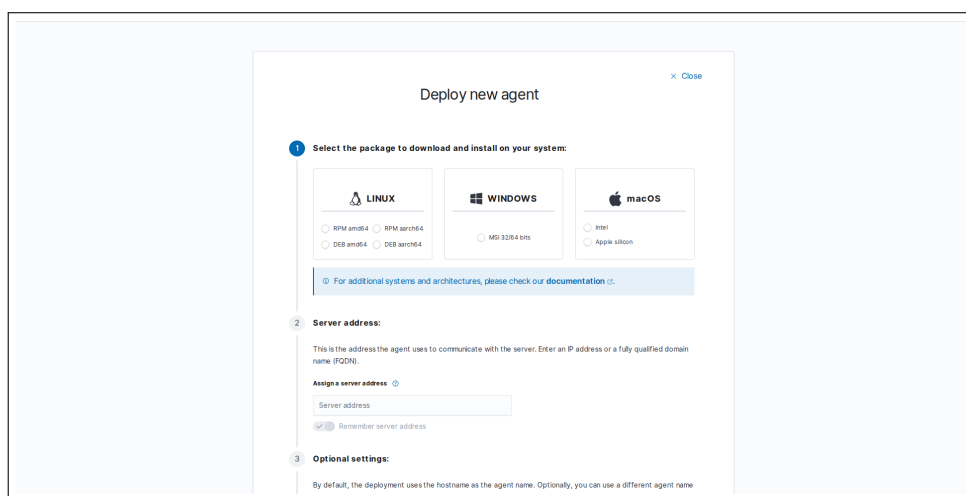 × Close
Deploy new agent
1 Select the package to download and install on your system:
LINUX
RPM amd64 RPM aarch64
DEB amd64 DEB aarch64
WINDOWS
MSI 32/64 bits
macOS
Intel
Apple silicon
For additional systems and architectures, please check our documentation.
2 Server address:
This is the address the agent uses to communicate with the server. Enter an IP address or a fully qualified domain
name (FQDN).
Assign a server address
Server address
Remember server address
3 Optional settings:
By default, the deployment uses the hostname as the agent name. Optionally, you can use a different agent name